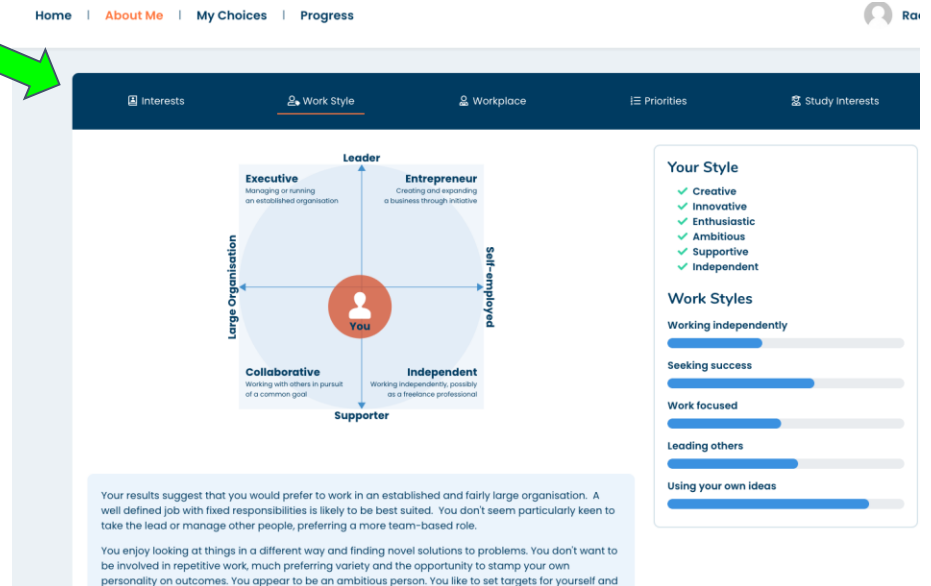 Home | About Me | My Choices | Progress
Interests Work Style Workplace Priorities Study Interests
Leader
Executive
Managing or running
an established organisation
Entrepreneur
Creating and expanding
a business through initiative
Large Organisation
Self-employed
You
Collaborative
Working with others in pursuit
of a common goal
Independent
Working independently, possibly
as a freelance professional
Supporter
Your Style
Creative
Innovative
Enthusiastic
Ambitious
Supportive
Independent
Work Styles
Working independently
Seeking success
Work focused
Leading others
Using your own ideas
Your results suggest that you would prefer to work in an established and fairly large organisation. A
well defined job with fixed responsibilities is likely to be best suited. You don't seem particularly keen to
take the lead or manage other people, preferring a more team-based role.
You enjoy looking at things in a different way and finding novel solutions to problems. You don't want to
be involved in repetitive work, much preferring variety and the opportunity to stamp your own
personality on outcomes. You appear to be an ambitious person. You like to set targets for yourself and